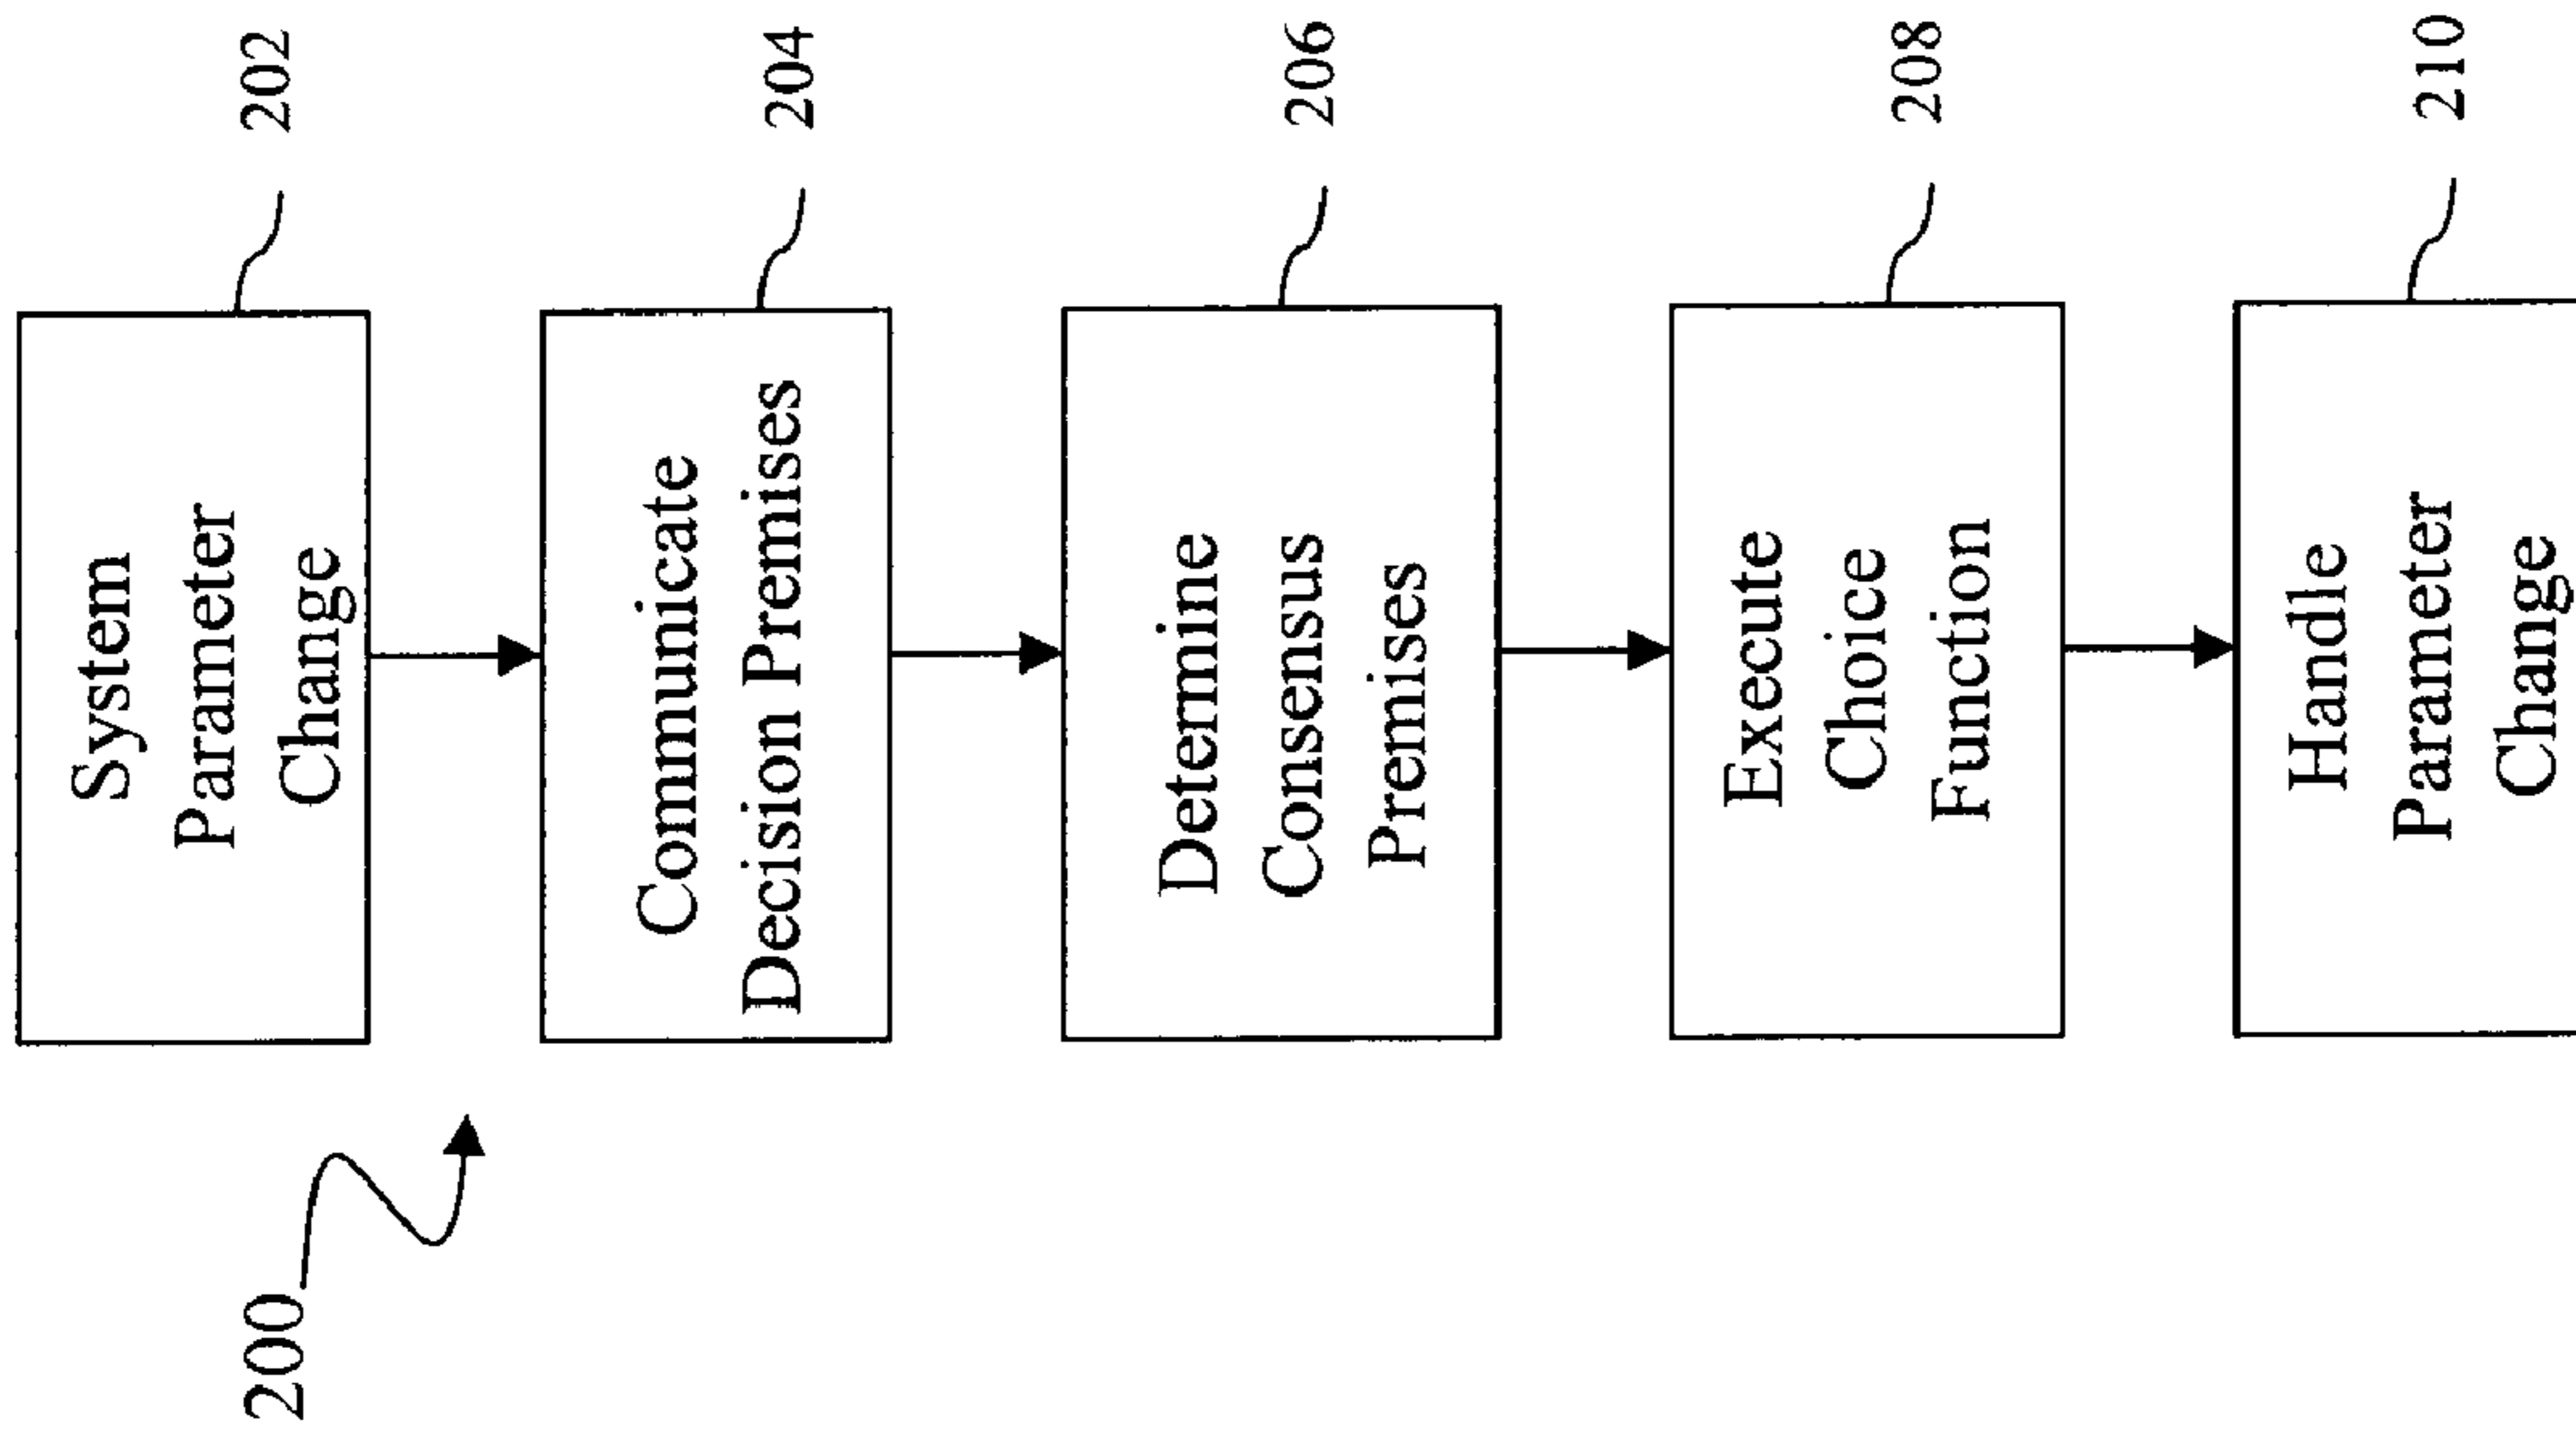 200
System
Parameter
Change
202
Communicate
Decision Premises
204
Determine
Consensus
Premises
206
Execute
Choice
Function
208
Handle
Parameter
Change
210